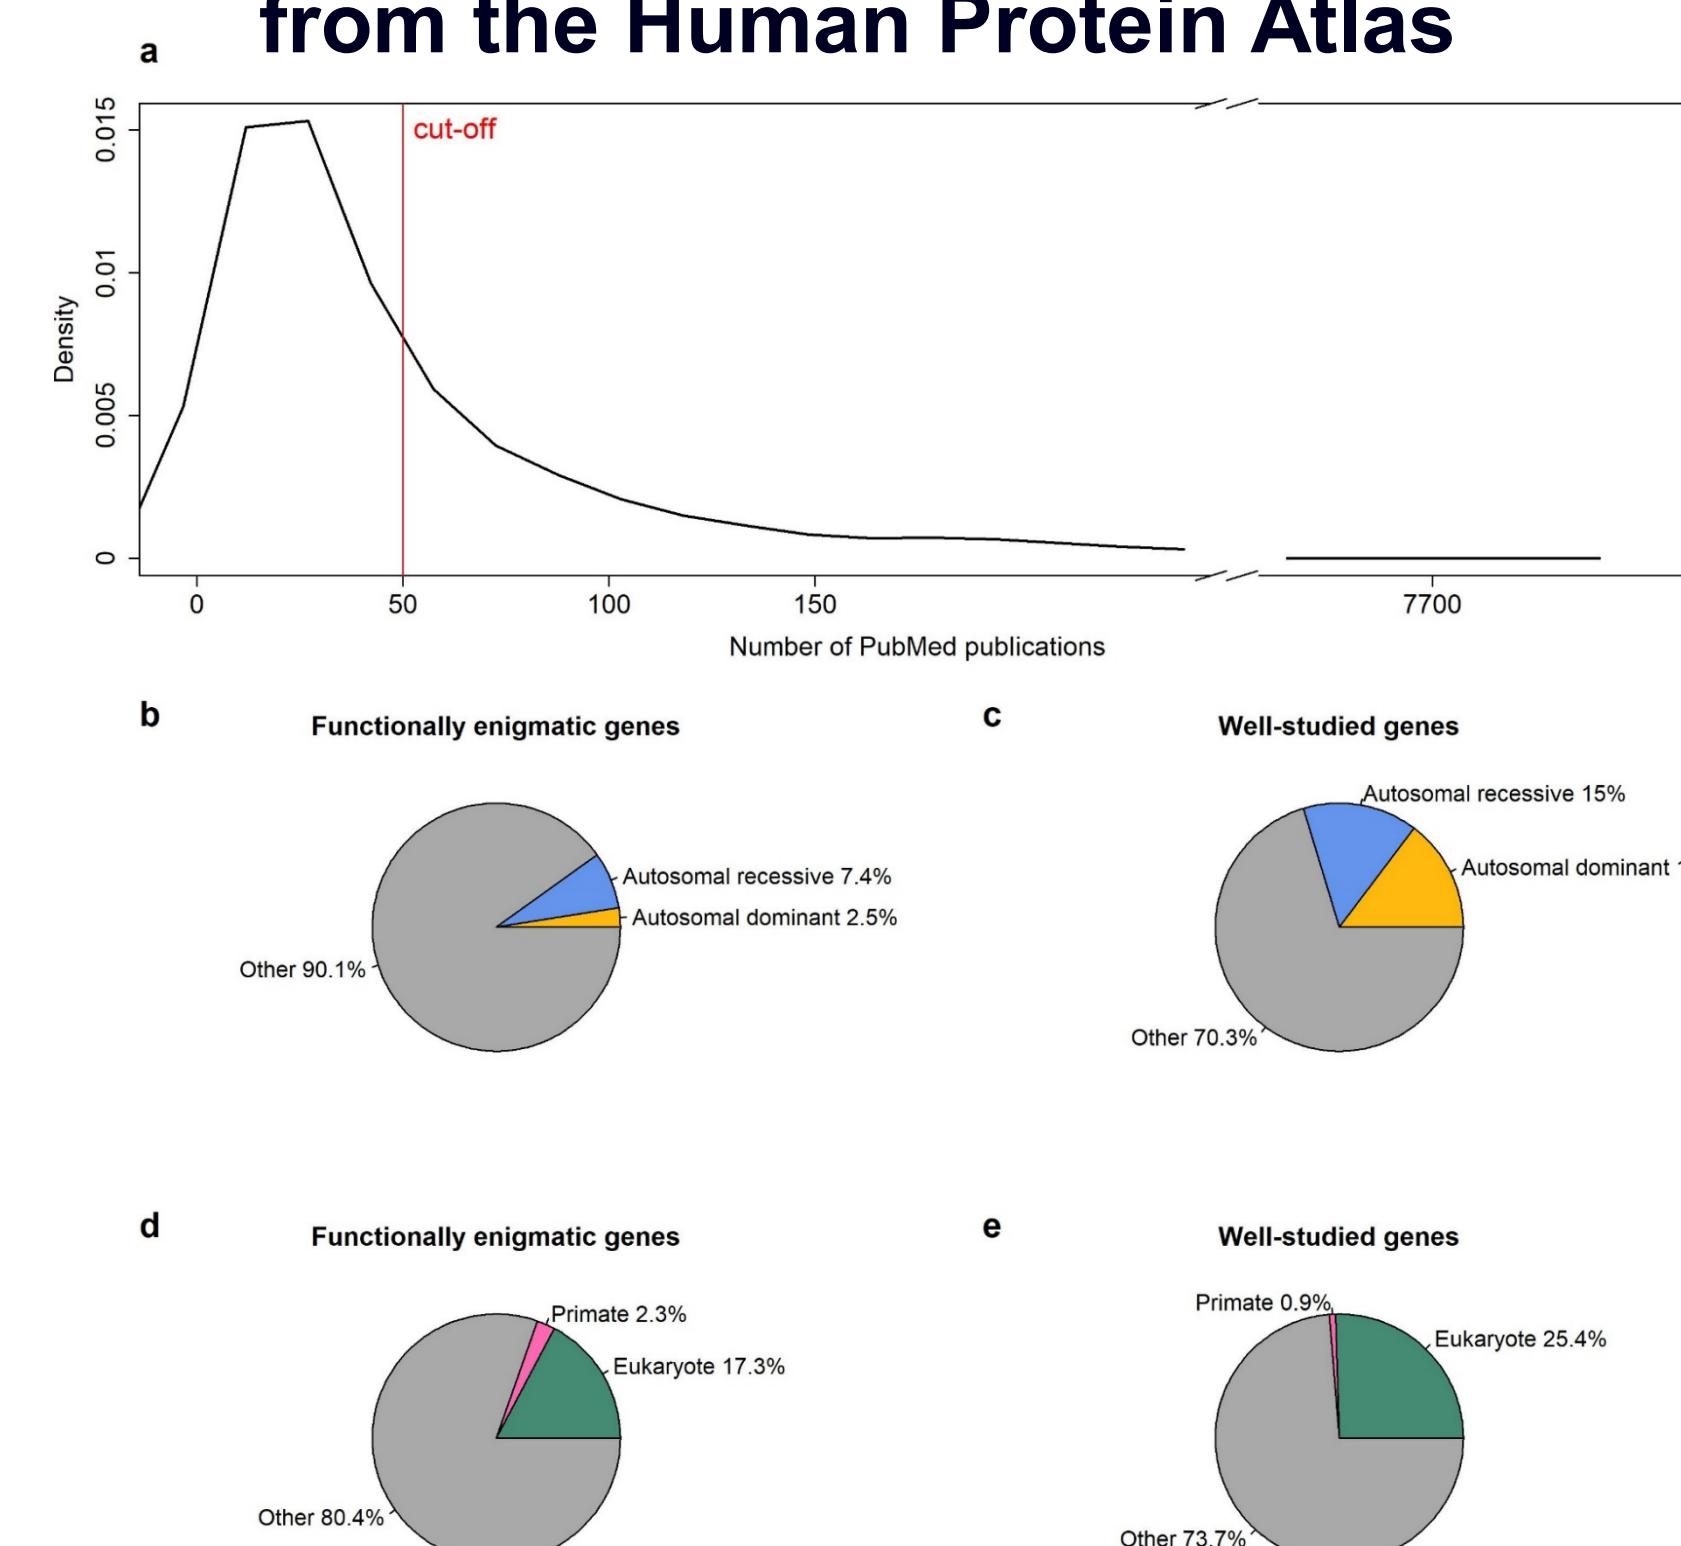 from the Human Protein Atlas
a
cut-off
0.015
0.01
0.005
0
Density
0 50 100 150 7700
Number of PubMed publications
b
Functionally enigmatic genes
Autosomal recessive 7.4%
Autosomal dominant 2.5%
Other 90.1%
c
Well-studied genes
Autosomal recessive 15%
Autosomal dominant
Other 70.3%
d
Functionally enigmatic genes
Primate 2.3%
Eukaryote 17.3%
Other 80.4%
e
Well-studied genes
Primate 0.9%
Eukaryote 25.4%
Other 73.7%